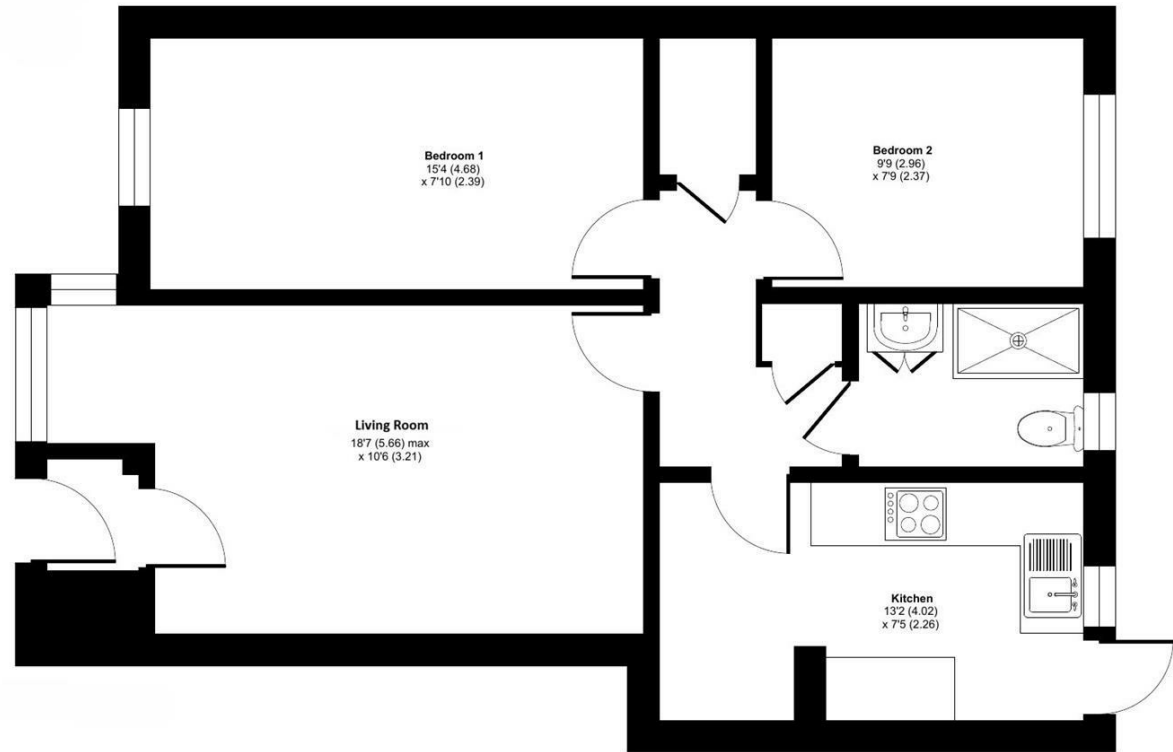 Bedroom 1
15'4 (4.68)
x 7'10 (2.39)
Bedroom 2
9'9 (2.96)
x 7'9 (2.37)
Living Room
18'7 (5.66) max
x 10'6 (3.21)
Kitchen
13'2 (4.02)
x 7'5 (2.26)